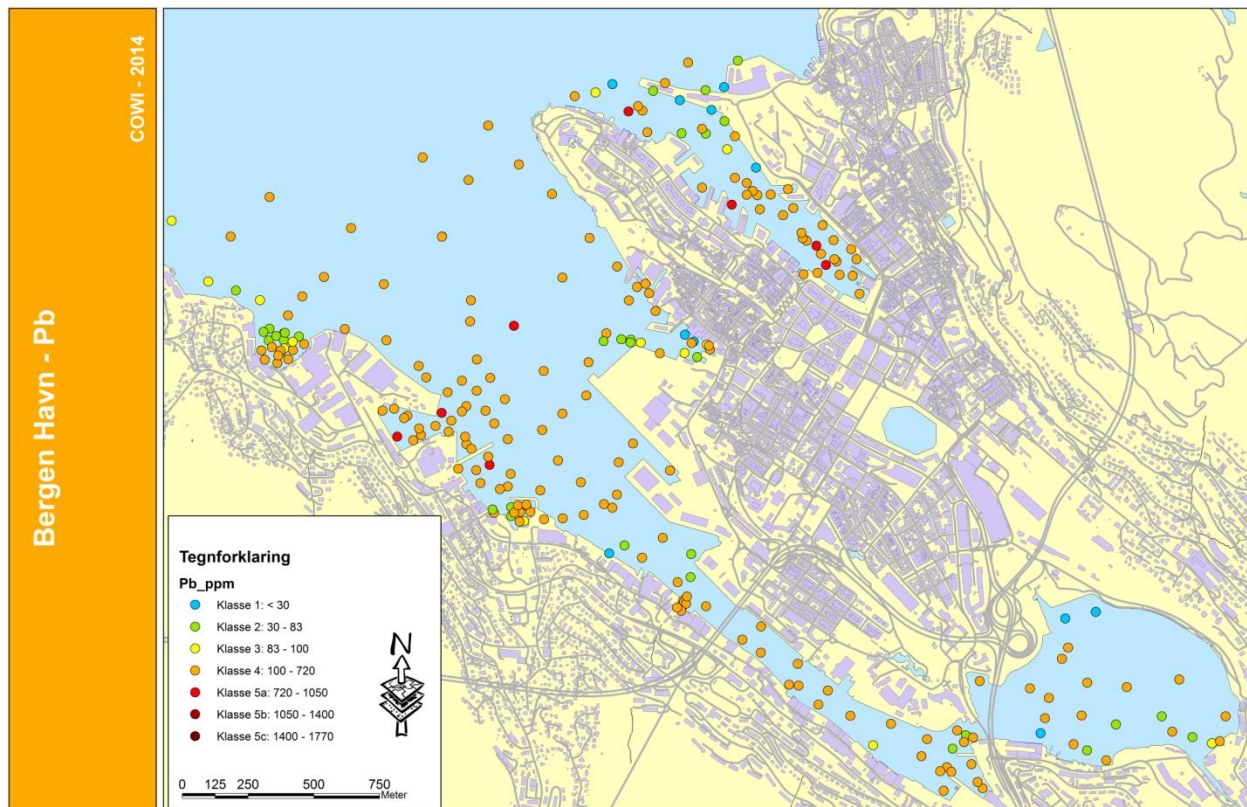 Bergen Havn - Pb
COWI - 2014
Tegnforklaring
Pb_ppm
Klasse 1: < 30
Klasse 2: 30 - 83
Klasse 3: 83 - 100
Klasse 4: 100 - 720
Klasse 5a: 720 - 1050
Klasse 5b: 1050 - 1400
Klasse 5c: 1400 - 1770
N
0 125 250 500 750
Meter